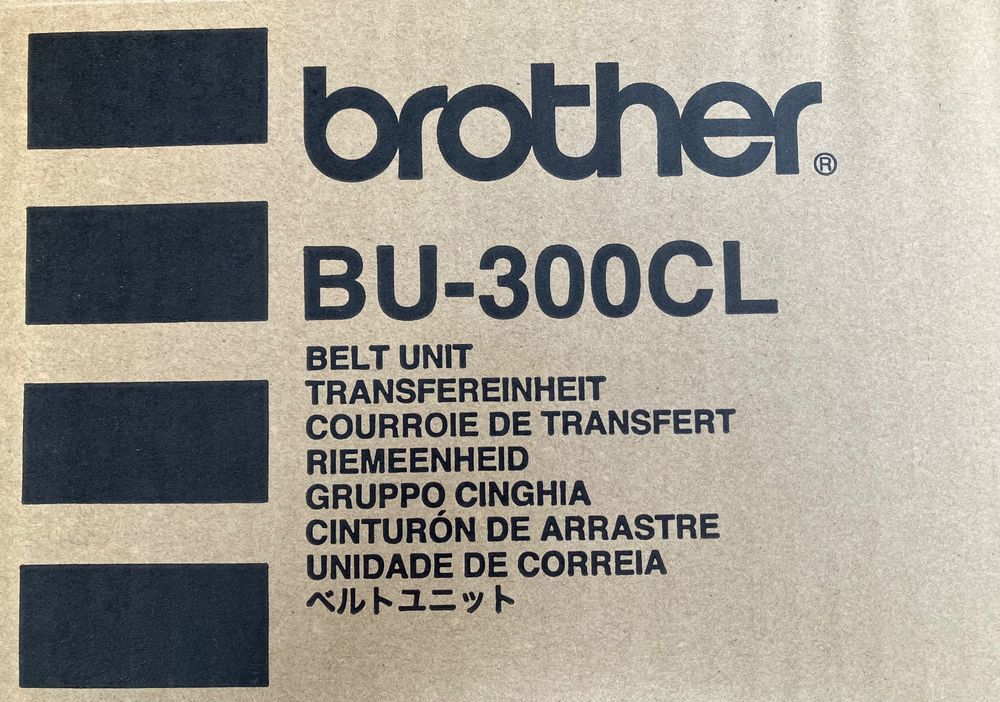 brother®
BU-300CL
BELT UNIT
TRANSFEREINHEIT
COURROIE DE TRANSFERT
RIEMEENHEID
GRUPPO CINGHIA
CINTURÓN DE ARRASTRE
UNIDADE DE CORREIA
ベルトユニット